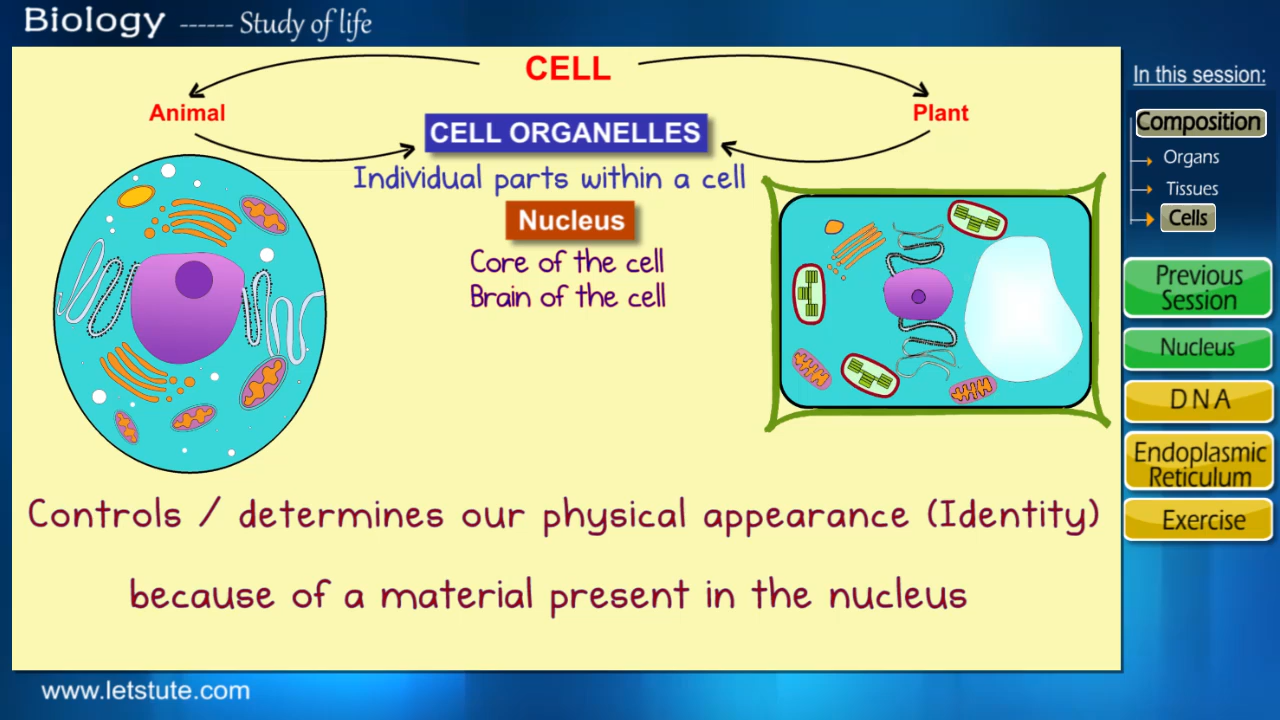 Biology ------ Study of life
CELL
Animal
Plant
CELL ORGANELLES
Individual parts within a cell
Nucleus
Core of the cell
Brain of the cell
Controls / determines our physical appearance (Identity)
because of a material present in the nucleus
In this session:
Composition
Organs
Tissues
Cells
Previous
Session
Nucleus
DNA
Endoplasmic
Reticulum
Exercise
www.letstute.com